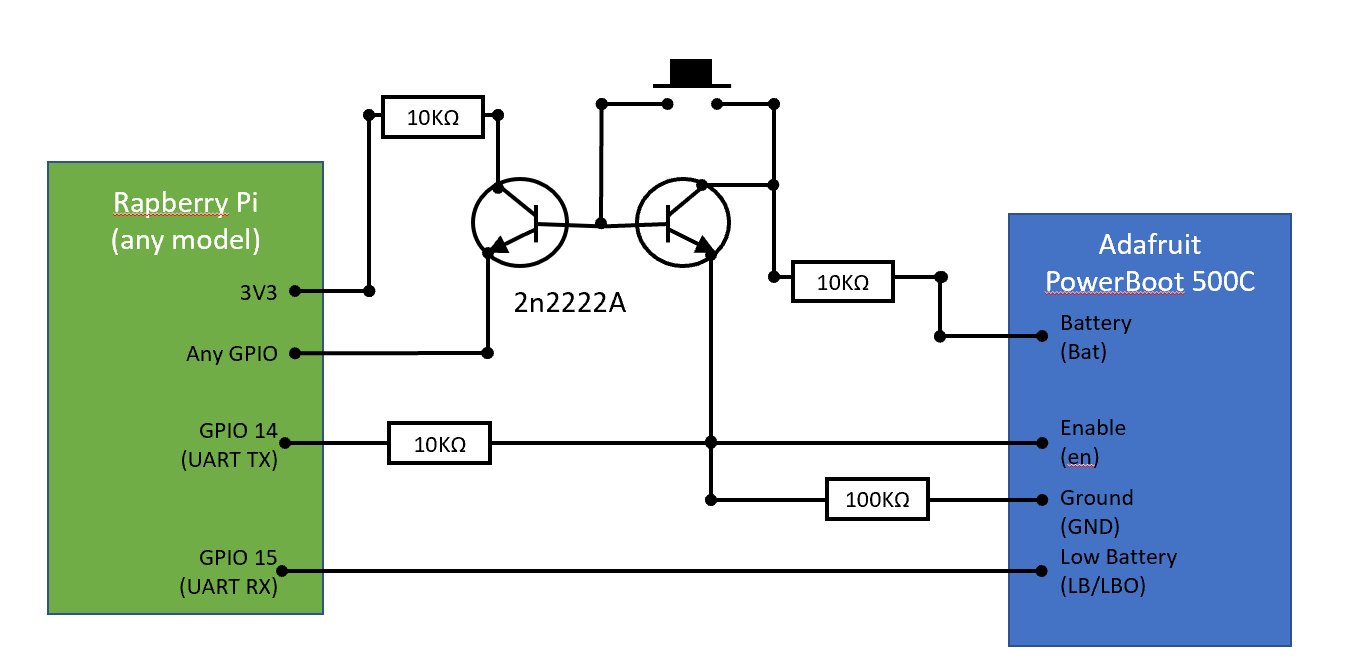 10KΩ
Rapberry Pi
(any model)
3V3
Any GPIO
GPIO 14
(UART TX)
GPIO 15
(UART RX)
2n2222A
10KΩ
10KΩ
100KΩ
Adafruit
PowerBoot 500C
Battery
(Bat)
Enable
(en)
Ground
(GND)
Low Battery
(LB/LBO)